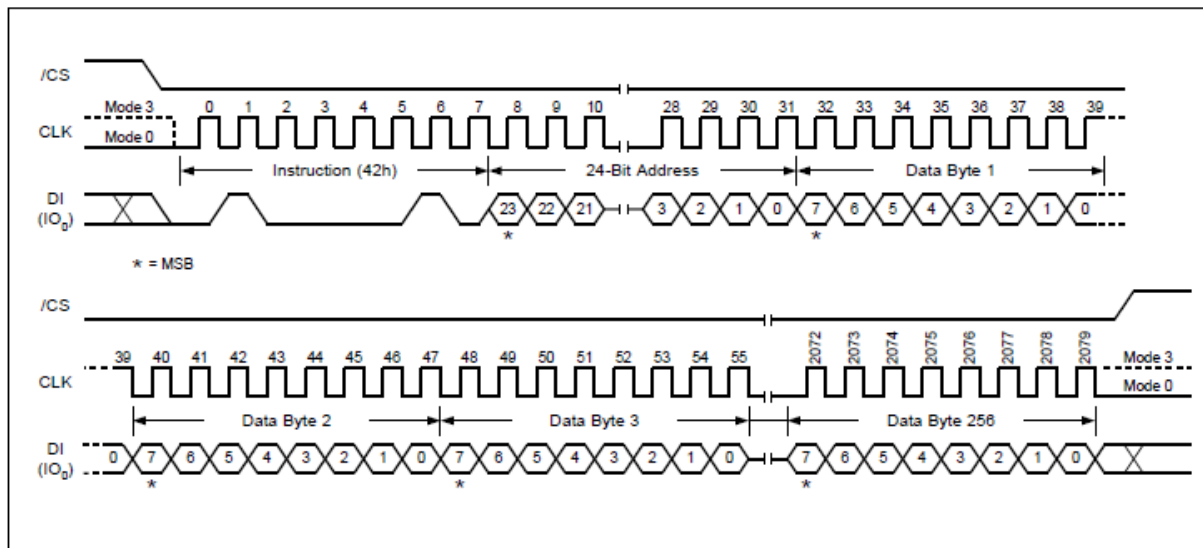 /CS
Mode 3 0 1 2 3 4 5 6 7 8 9 10 28 29 30 31 32 33 34 35 36 37 38 39
CLK Mode 0
Instruction (42h) 24-Bit Address Data Byte 1
DI (IO0) 23 22 21 3 2 1 0 7 6 5 4 3 2 1 0
* *
* = MSB
/CS
39 40 41 42 43 44 45 46 47 48 49 50 51 52 53 54 55 2072 2073 2074 2075 2076 2077 2078 2079 Mode 3
CLK Mode 0
Data Byte 2 Data Byte 3 Data Byte 256
DI (IO0) 0 7 6 5 4 3 2 1 0 7 6 5 4 3 2 1 0 7 6 5 4 3 2 1 0
* * *